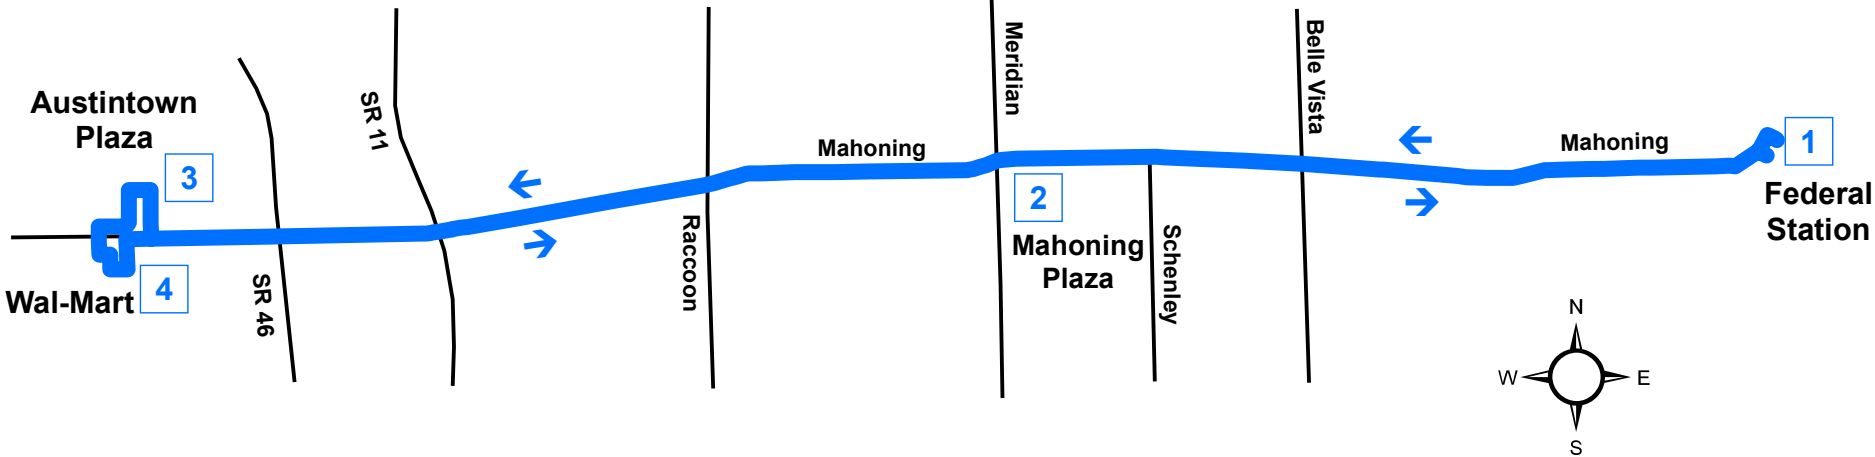 Austintown
Plaza
3
Wal-Mart
4
SR 46
SR 11
Raccoon
Mahoning
Meridian
2
Mahoning
Plaza
Schenley
Belle Vista
Mahoning
1
Federal
Station
N
W
E
S